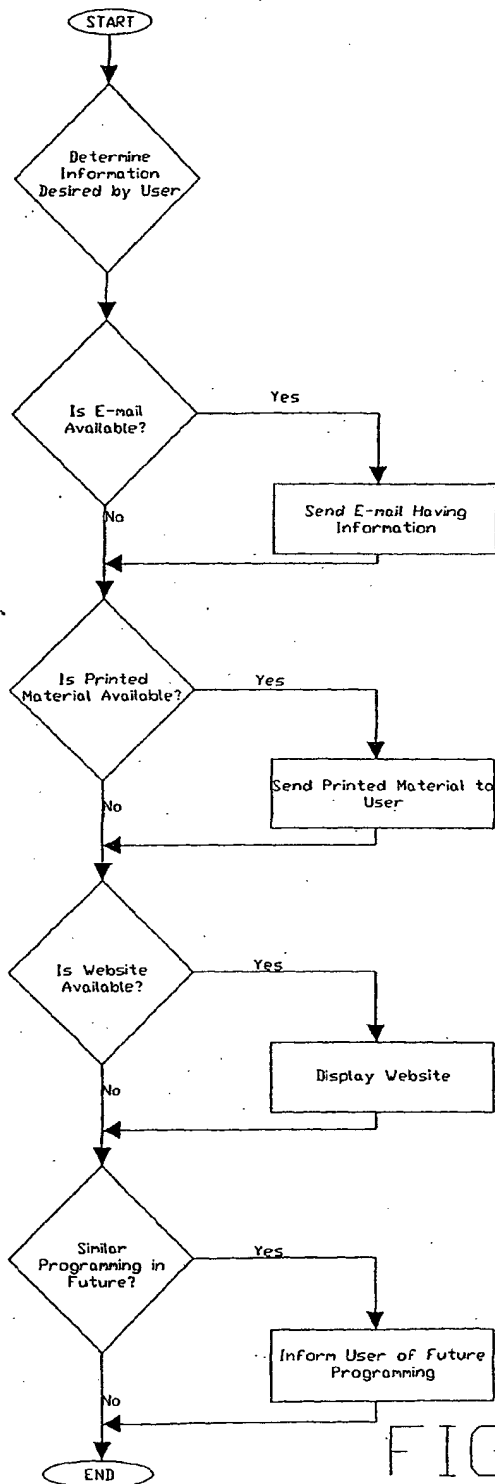 START
Determine
Information
Desired by User
Is E-mail
Available?
Yes
No
Send E-mail Having
Information
Is Printed
Material Available?
Yes
No
Send Printed Material to
User
Is Website
Available?
Yes
No
Display Website
Similar
Programming in
Future?
Yes
No
Inform User of Future
Programming
END